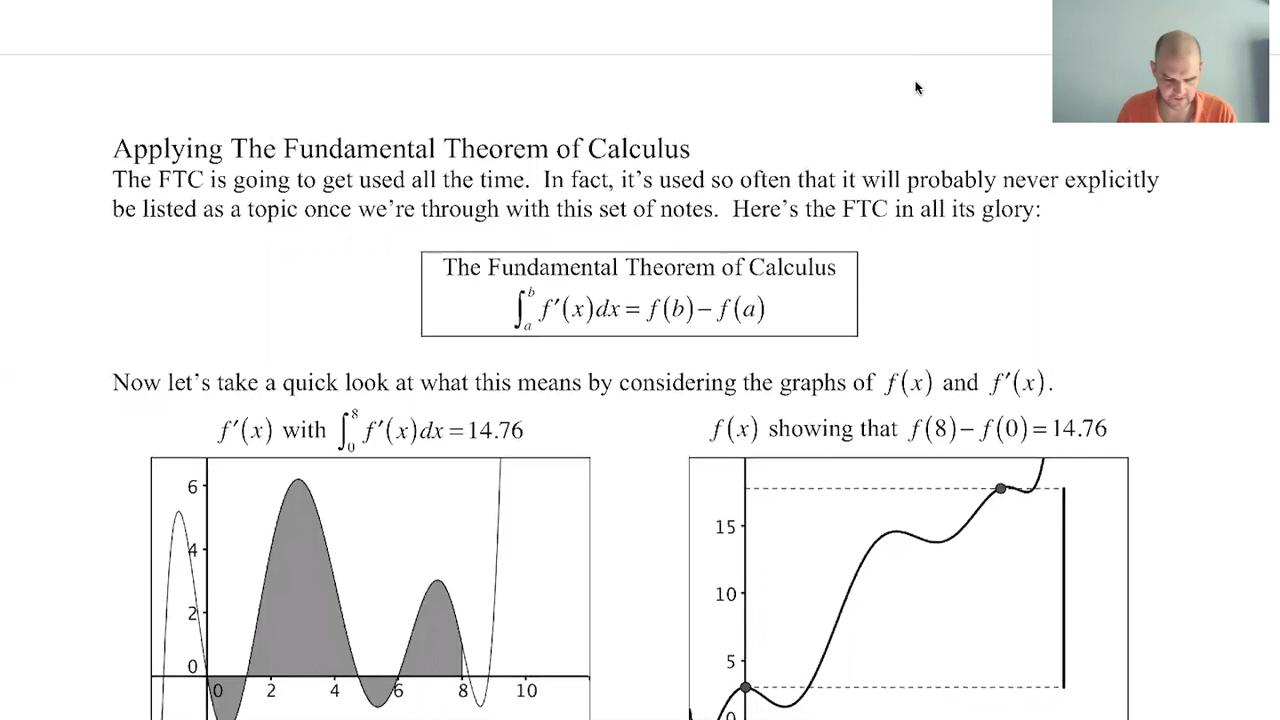 Applying The Fundamental Theorem of Calculus
The FTC is going to get used all the time. In fact, it's used so often that it will probably never explicitly
be listed as a topic once we're through with this set of notes. Here's the FTC in all its glory:
The Fundamental Theorem of Calculus
∫_a^b f′(x)dx = f(b) − f(a)
Now let's take a quick look at what this means by considering the graphs of f(x) and f′(x).
f′(x) with ∫_0^8 f′(x)dx = 14.76
6
4
2
0
0 2 4 6 8 10
f(x) showing that f(8) − f(0) = 14.76
15
10
5
0